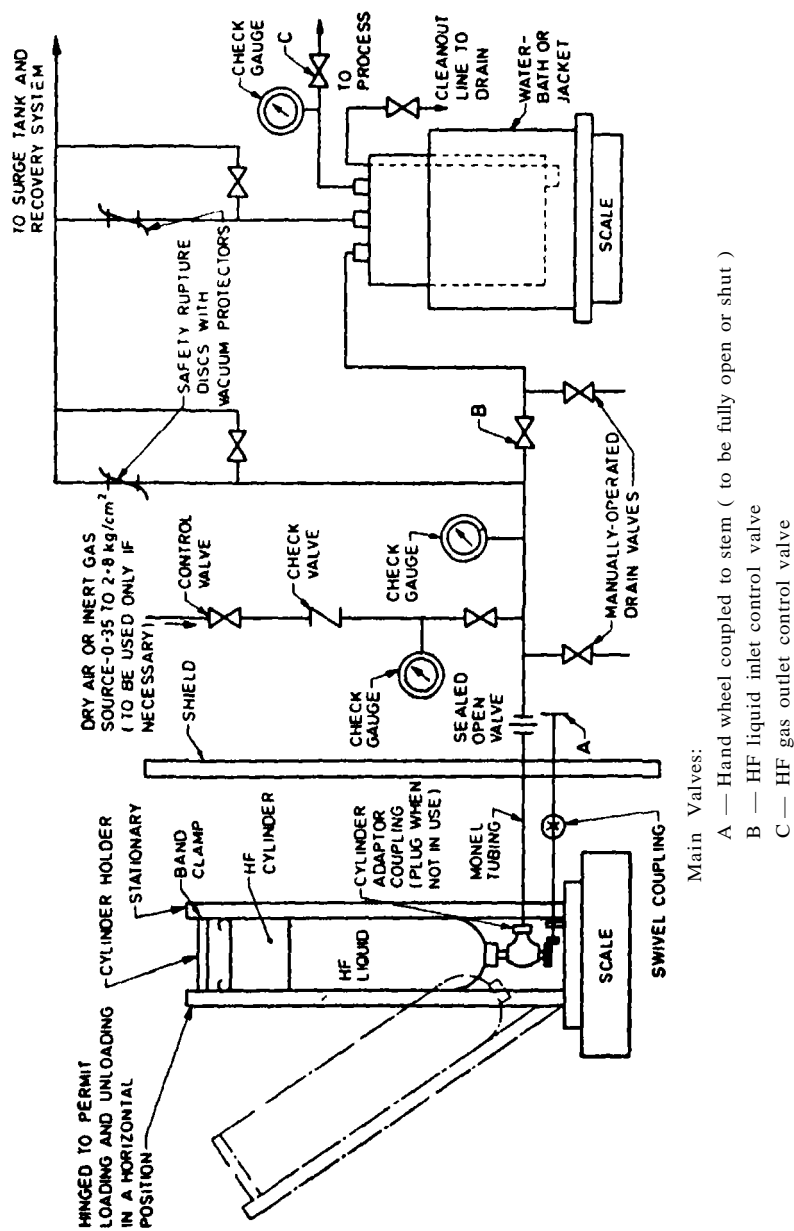 HINGED TO PERMIT
LOADING AND UNLOADING
IN A HORIZONTAL
POSITION
CYLINDER HOLDER
STATIONARY
BAND
CLAMP
HF
CYLINDER
HF
LIQUID
CYLINDER
ADAPTOR
COUPLING
(PLUG WHEN
NOT IN USE)
MONEL
TUBING
SCALE
SWIVEL COUPLING
SHIELD
DRY AIR OR INERT GAS
SOURCE-0·35 TO 2·8 kg/cm²
(TO BE USED ONLY IF
NECESSARY)
CONTROL
VALVE
CHECK
VALVE
CHECK
GAUGE
CHECK
GAUGE
SEALED
OPEN
VALVE
A
MANUALLY-OPERATED
DRAIN VALVES
B
SAFETY RUPTURE
DISCS WITH
VACUUM PROTECTORS
TO SURGE TANK AND
RECOVERY SYSTEM
CHECK
GAUGE
C
TO
PROCESS
CLEANOUT
LINE TO
DRAIN
WATER-
BATH OR
JACKET
SCALE
Main Valves:
A — Hand wheel coupled to stem ( to be fully open or shut )
B — HF liquid inlet control valve
C — HF gas outlet control valve